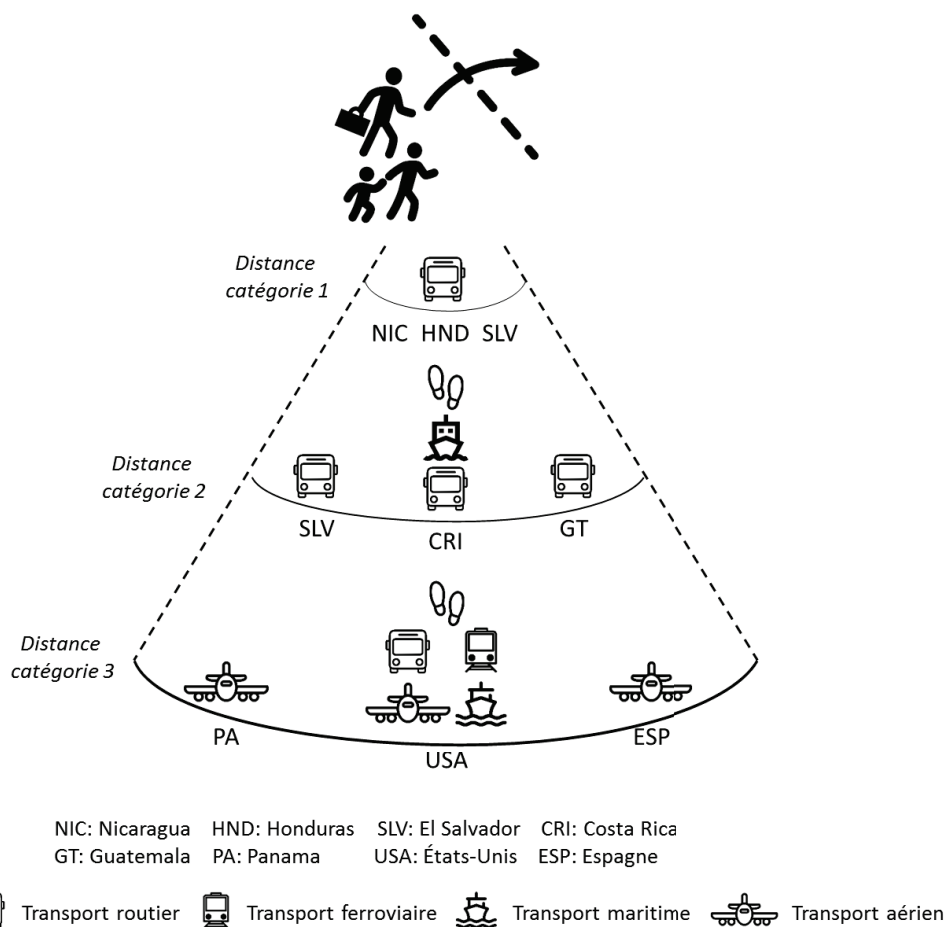 Distance
catégorie 1
NIC HND SLV
Distance
catégorie 2
SLV
CRI
GT
Distance
catégorie 3
PA
USA
ESP
NIC: Nicaragua HND: Honduras SLV: El Salvador CRI: Costa Rica
GT: Guatemala PA: Panama USA: États-Unis ESP: Espagne
Transport routier Transport ferroviaire Transport maritime Transport aérien